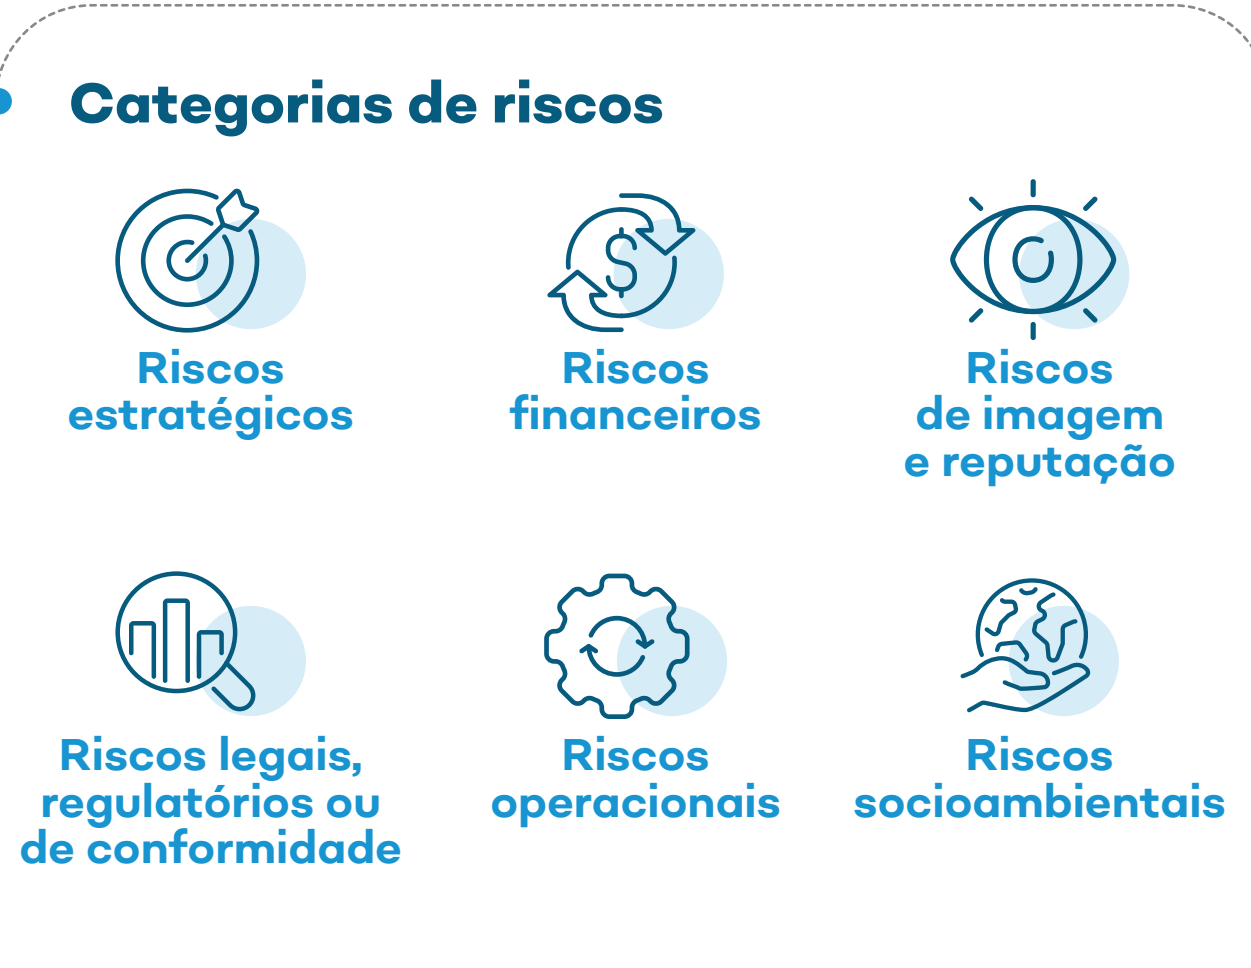 Categorias de riscos
Riscos
estratégicos
Riscos
financeiros
Riscos
de imagem
e reputação
Riscos legais,
regulatórios ou
de conformidade
Riscos
operacionais
Riscos
socioambientais